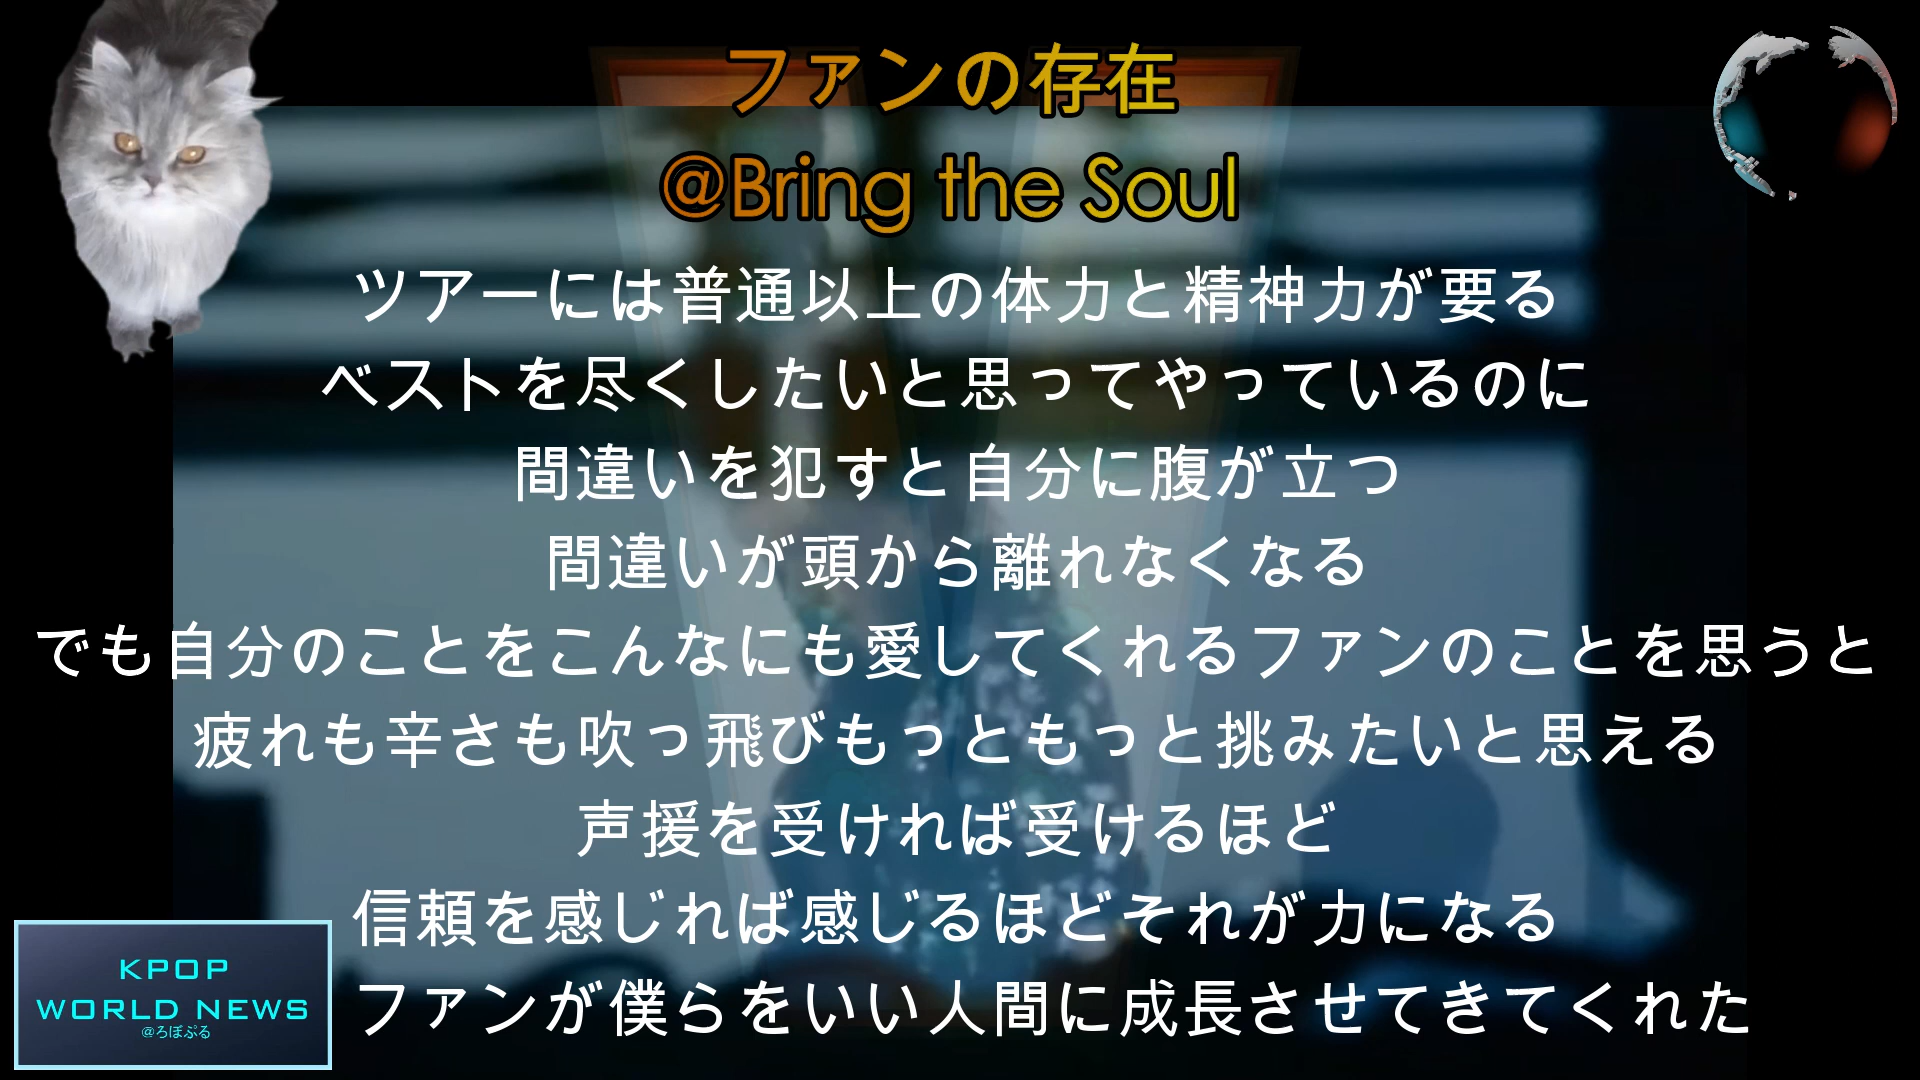 ファンの存在
@Bring the Soul
ツアーには普通以上の体力と精神力が要る
ベストを尽くしたいと思ってやっているのに
間違いを犯すと自分に腹が立つ
間違いが頭から離れなくなる
でも自分のことをこんなにも愛してくれるファンのことを思うと
疲れも辛さも吹っ飛びもっともっと挑みたいと思える
声援を受ければ受けるほど
信頼を感じれば感じるほどそれが力になる
ファンが僕らをいい人間に成長させてきてくれた
KPOP
WORLD NEWS
@ろぼぷる